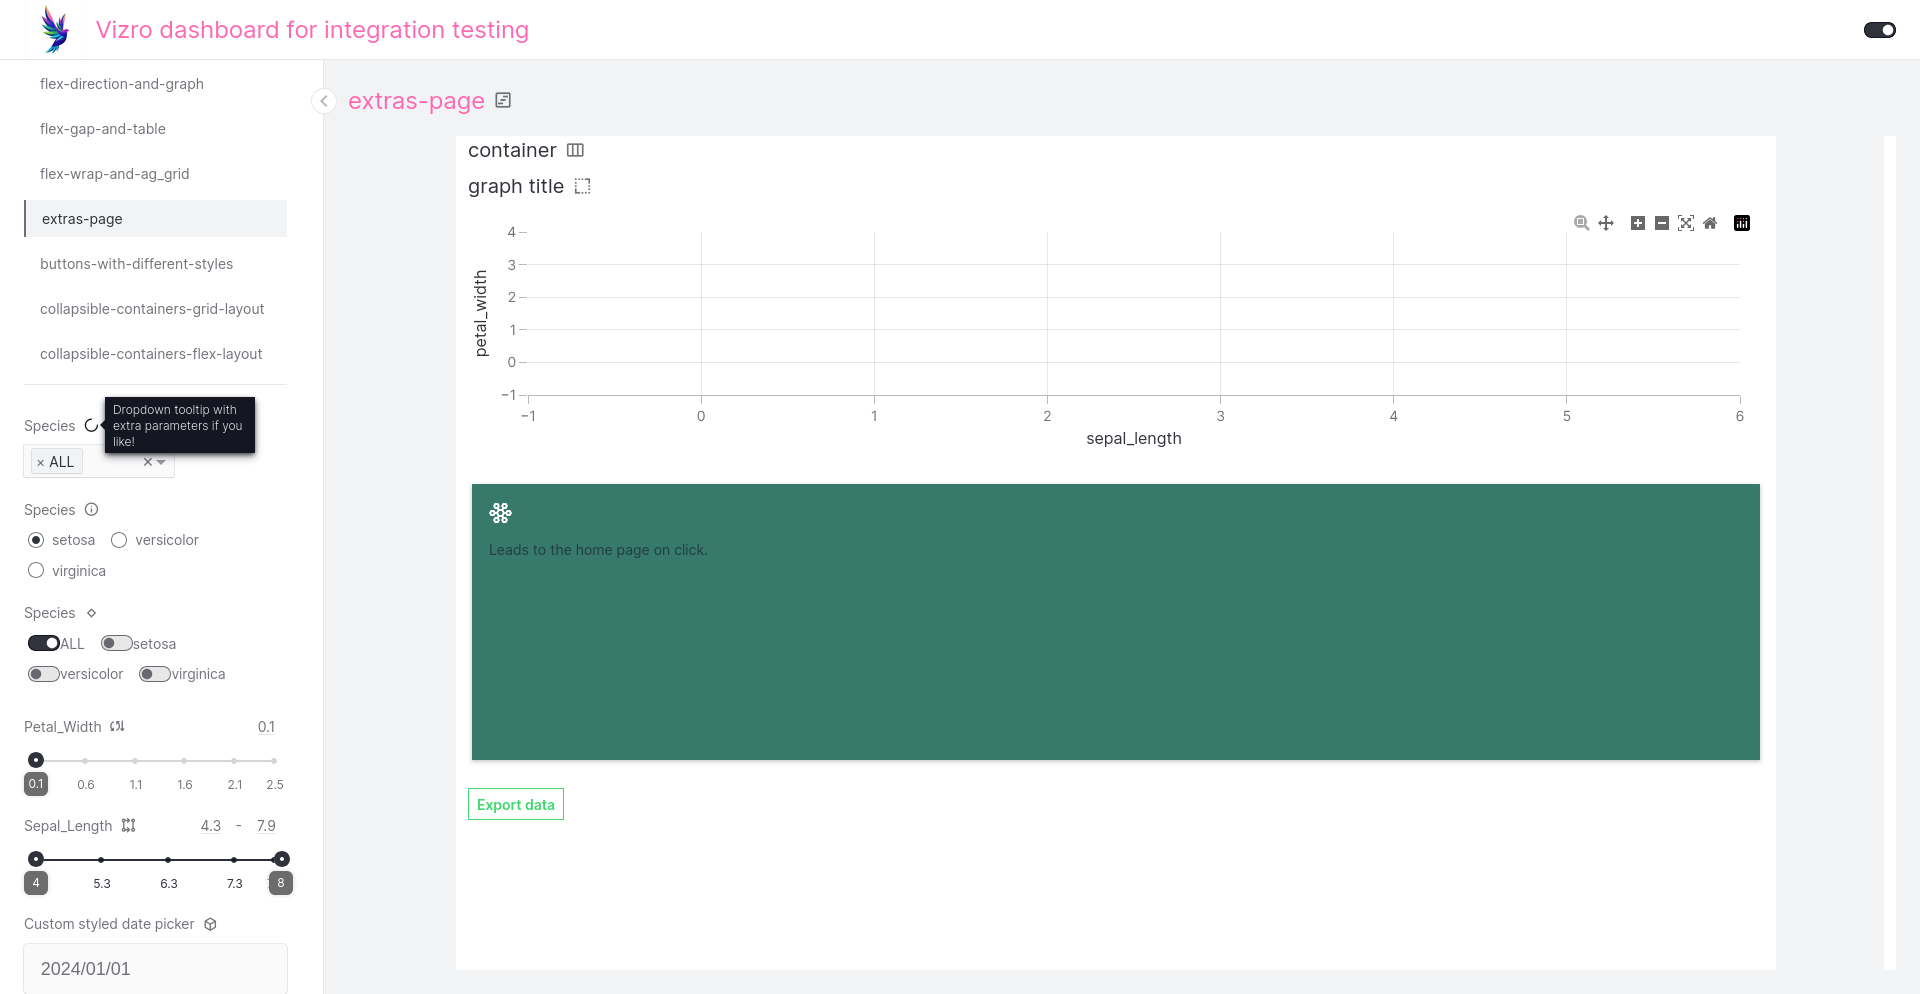 Vizro dashboard for integration testing
flex-direction-and-graph
flex-gap-and-table
flex-wrap-and-ag_grid
extras-page
buttons-with-different-styles
collapsible-containers-grid-layout
collapsible-containers-flex-layout
Species
Dropdown tooltip with
extra parameters if you
like!
× ALL ×
Species
setosa versicolor
virginica
Species
ALL setosa
versicolor virginica
Petal_Width 0.1
0.1 0.6 1.1 1.6 2.1 2.5
Sepal_Length 4.3 - 7.9
4 5.3 6.3 7.3 8
Custom styled date picker
2024/01/01
extras-page
container
graph title
4
3
2
1
0
−1
petal_width
−1 0 1 2 3 4 5 6
sepal_length
Leads to the home page on click.
Export data